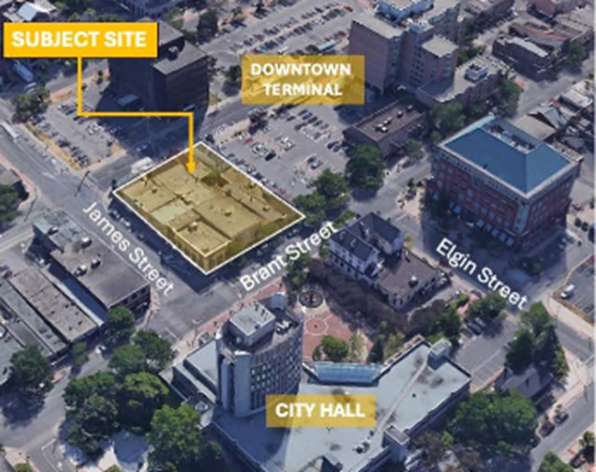 SUBJECT SITE
DOWNTOWN
TERMINAL
James Street
Brant Street
Elgin Street
CITY HALL